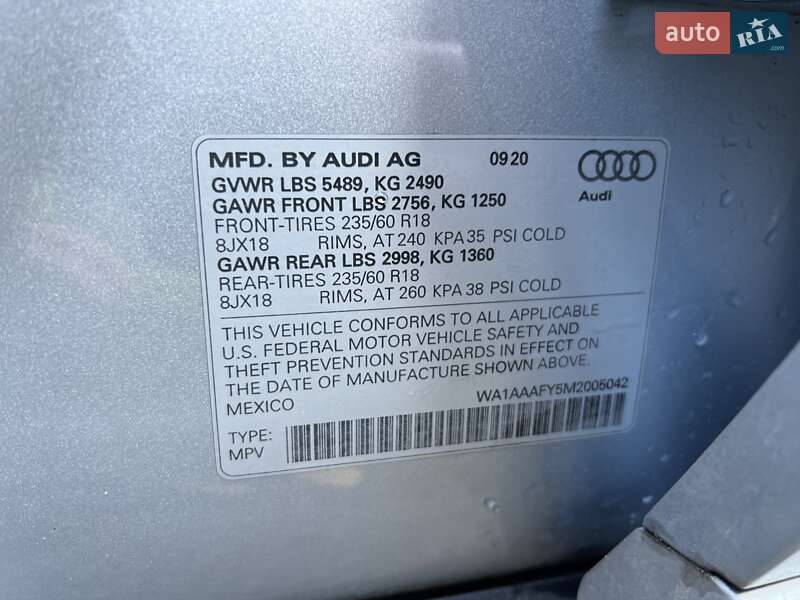 auto RIA .com
MFD. BY AUDI AG 09 20
GVWR LBS 5489, KG 2490
GAWR FRONT LBS 2756, KG 1250
FRONT-TIRES 235/60 R18
8JX18 RIMS, AT 240 KPA 35 PSI COLD
GAWR REAR LBS 2998, KG 1360
REAR-TIRES 235/60 R18
8JX18 RIMS, AT 260 KPA 38 PSI COLD
Audi
THIS VEHICLE CONFORMS TO ALL APPLICABLE
U.S. FEDERAL MOTOR VEHICLE SAFETY AND
THEFT PREVENTION STANDARDS IN EFFECT ON
THE DATE OF MANUFACTURE SHOWN ABOVE.
MEXICO WA1AAAFY5M2005042
TYPE:
MPV